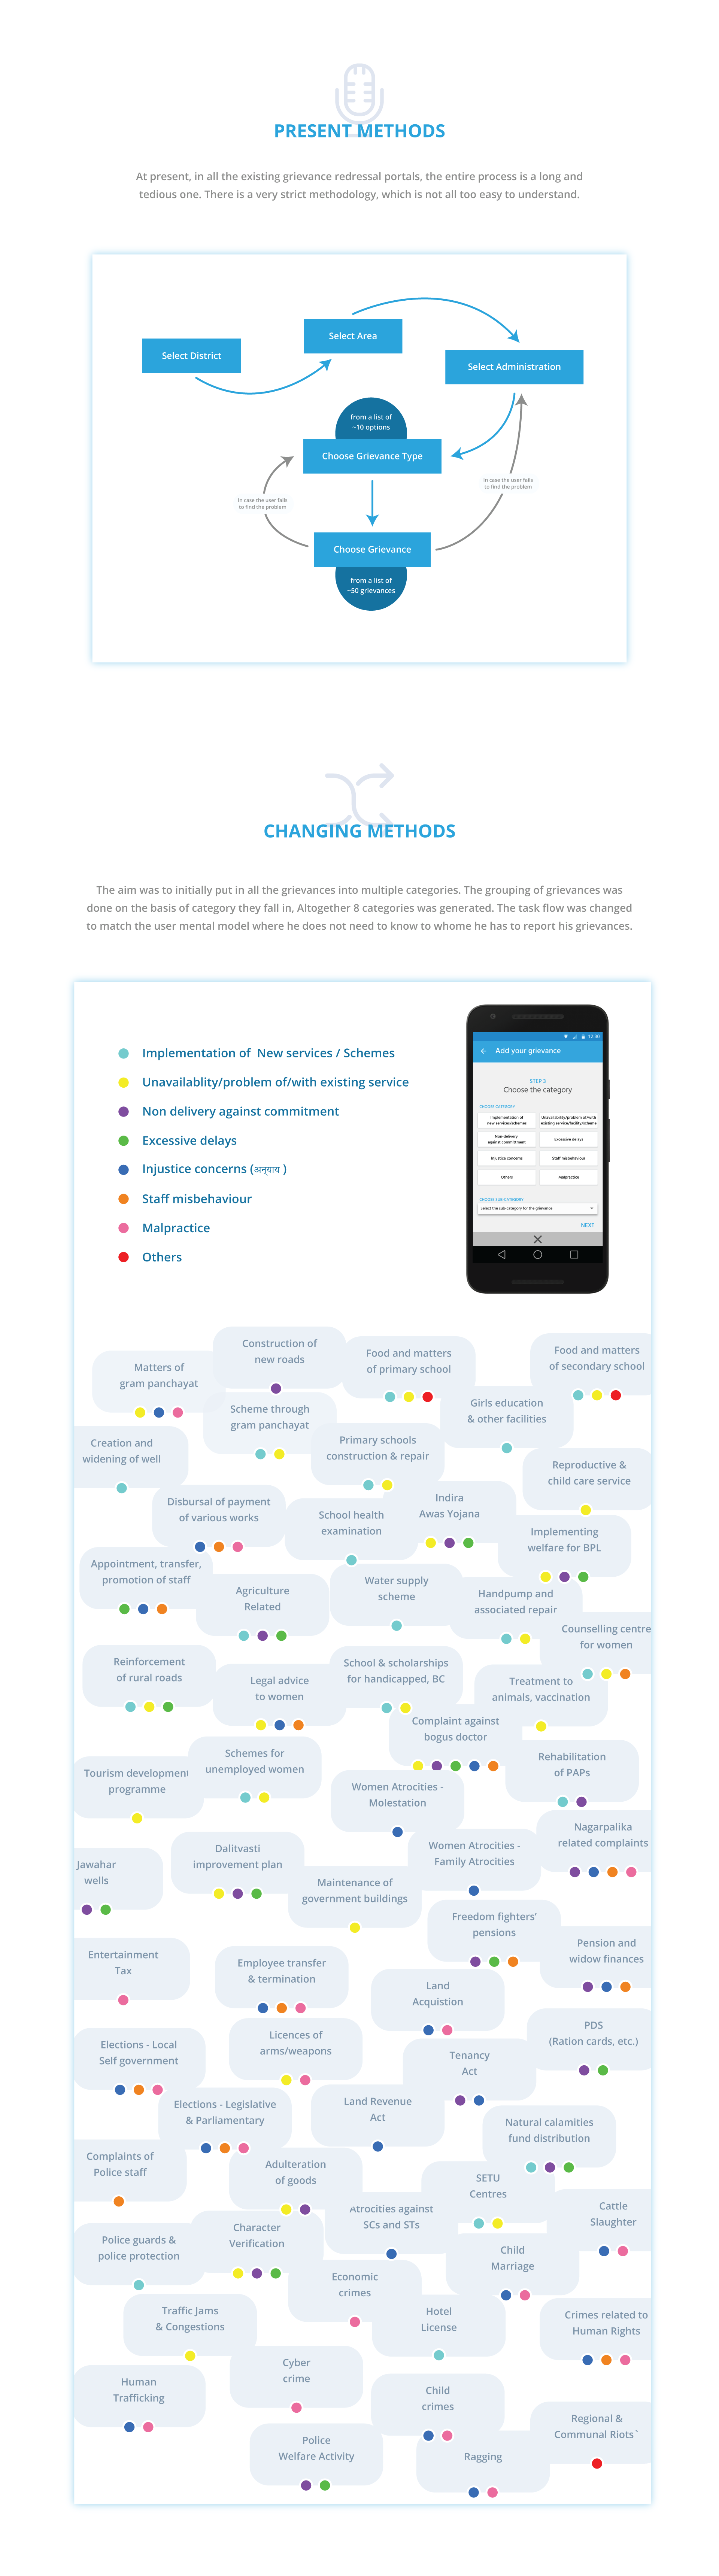 PRESENT METHODS
At present, in all the existing grievance redressal portals, the entire process is a long and
tedious one. There is a very strict methodology, which is not all too easy to understand.
Select District
Select Area
Select Administration
from a list of
~10 options
Choose Grievance Type
In case the user fails
to find the problem
In case the user fails
to find the problem
Choose Grievance
from a list of
~50 grievances
CHANGING METHODS
The aim was to initially put in all the grievances into multiple categories. The grouping of grievances was
done on the basis of category they fall in, Altogether 8 categories was generated. The task flow was changed
to match the user mental model where he does not need to know to whome he has to report his grievances.
Implementation of New services / Schemes
Unavailablity/problem of/with existing service
Non delivery against commitment
Excessive delays
Injustice concerns (अन्याय )
Staff misbehaviour
Malpractice
Others
12:30
Add your grievance
STEP 3
Choose the category
CHOOSE CATEGORY
Implementation of
new services/schemes
Unavailability/problem of/with
existing service/facility/scheme
Non-delivery
against commitment
Excessive delays
Injustice concerns
Staff misbehaviour
Others
Malpractice
CHOOSE SUB-CATEGORY
Select the sub-category for the grievance
NEXT
Construction of
new roads
Food and matters
of primary school
Food and matters
of secondary school
Matters of
gram panchayat
Scheme through
gram panchayat
Girls education
& other facilities
Creation and
widening of well
Primary schools
construction & repair
Reproductive &
child care service
Disbursal of payment
of various works
School health
examination
Indira
Awas Yojana
Implementing
welfare for BPL
Appointment, transfer,
promotion of staff
Agriculture
Related
Water supply
scheme
Handpump and
associated repair
Counselling centre
for women
Reinforcement
of rural roads
Legal advice
to women
School & scholarships
for handicapped, BC
Treatment to
animals, vaccination
Complaint against
bogus doctor
Tourism development
programme
Schemes for
unemployed women
Women Atrocities -
Molestation
Rehabilitation
of PAPs
Nagarpalika
related complaints
Jawahar
wells
Dalitvasti
improvement plan
Women Atrocities -
Family Atrocities
Maintenance of
government buildings
Freedom fighters'
pensions
Pension and
widow finances
Entertainment
Tax
Employee transfer
& termination
Land
Acquistion
PDS
(Ration cards, etc.)
Elections - Local
Self government
Licences of
arms/weapons
Tenancy
Act
Elections - Legislative
& Parliamentary
Land Revenue
Act
Natural calamities
fund distribution
Complaints of
Police staff
Adulteration
of goods
SETU
Centres
Atrocities against
SCs and STs
Cattle
Slaughter
Police guards &
police protection
Character
Verification
Child
Marriage
Economic
crimes
Traffic Jams
& Congestions
Hotel
License
Crimes related to
Human Rights
Human
Trafficking
Cyber
crime
Child
crimes
Regional &
Communal Riots`
Police
Welfare Activity
Ragging